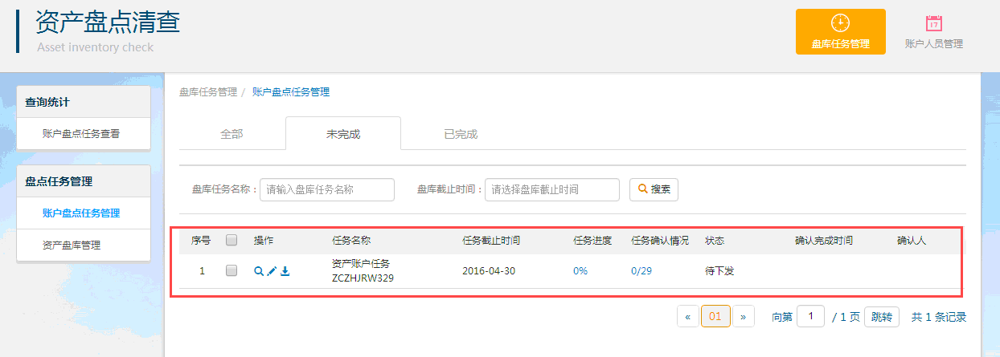 资产盘点清查
Asset inventory check
盘库任务管理
17
账户人员管理
查询统计
账户盘点任务查看
盘点任务管理
账户盘点任务管理
资产盘库管理
盘库任务管理 / 账户盘点任务管理
全部 未完成 已完成
盘库任务名称： 请输入盘库任务名称 盘库截止时间： 请选择盘库截止时间 搜索
序号 操作 任务名称 任务截止时间 任务进度 任务确认情况 状态 确认完成时间 确认人
1 资产账户任务 2016-04-30 0% 0/29 待下发
ZCZHJRW329
« 01 » 向第 1 / 1 页 跳转 共 1 条记录